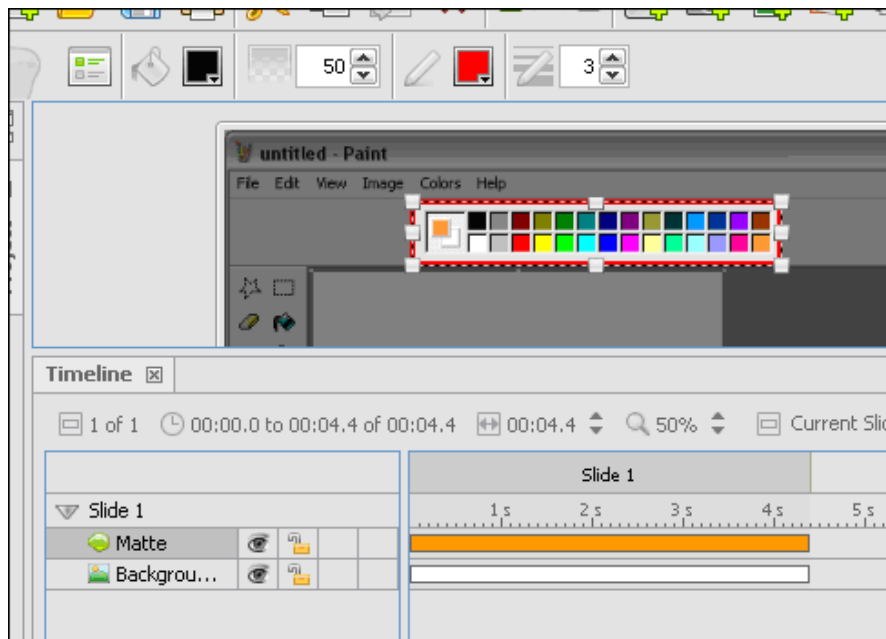 50 3
untitled - Paint
File Edit View Image Colors Help
Timeline
1 of 1 00:00.0 to 00:04.4 of 00:04.4 00:04.4 50% Current Slid
Slide 1
Slide 1 1 s 2 s 3 s 4 s 5 s
Matte
Backgrou...